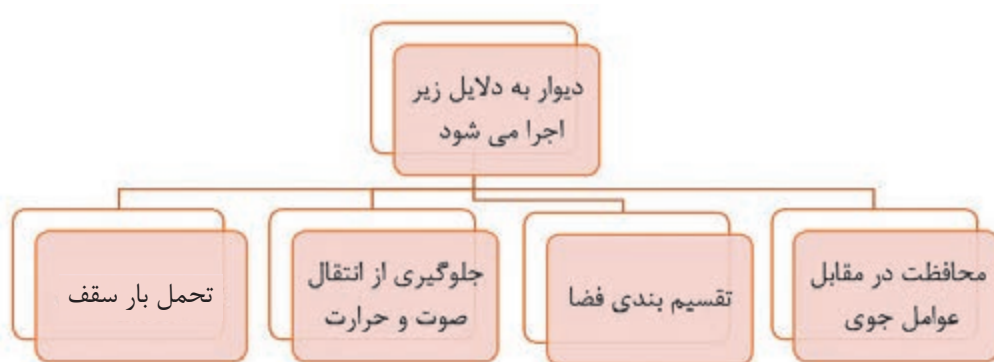 دیوار به دلایل زیر
اجرا می شود
محافظت در مقابل
عوامل جوی
تقسیم بندی فضا
جلوگیری از انتقال
صوت و حرارت
تحمل بار سقف